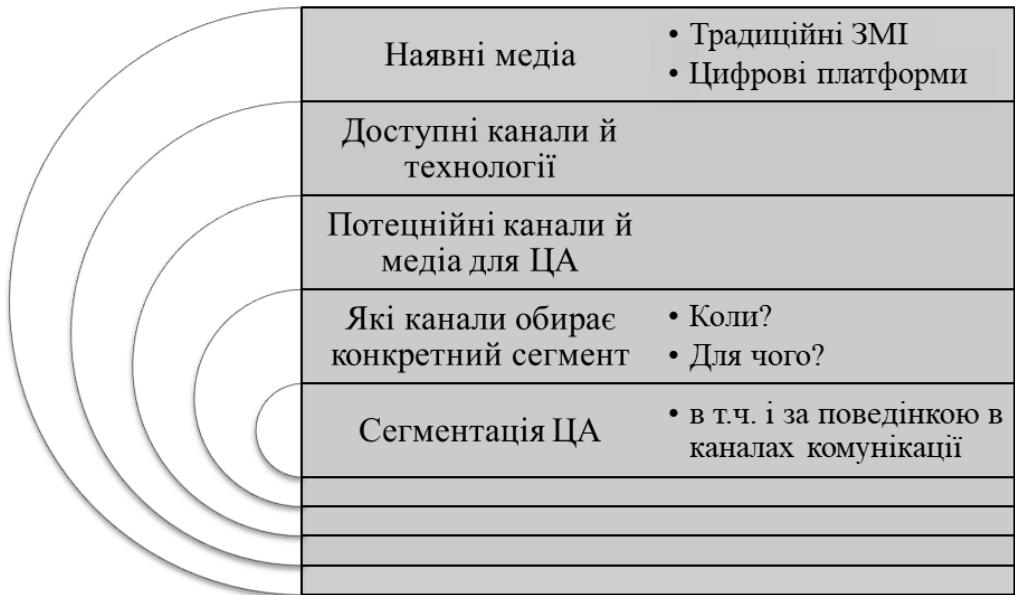 Наявні медіа
• Традиційні ЗМІ
• Цифрові платформи
Доступні канали й
технології
Потецнійні канали й
медіа для ЦА
Які канали обирає
конкретний сегмент
• Коли?
• Для чого?
Сегментація ЦА
• в т.ч. і за поведінкою в
каналах комунікації